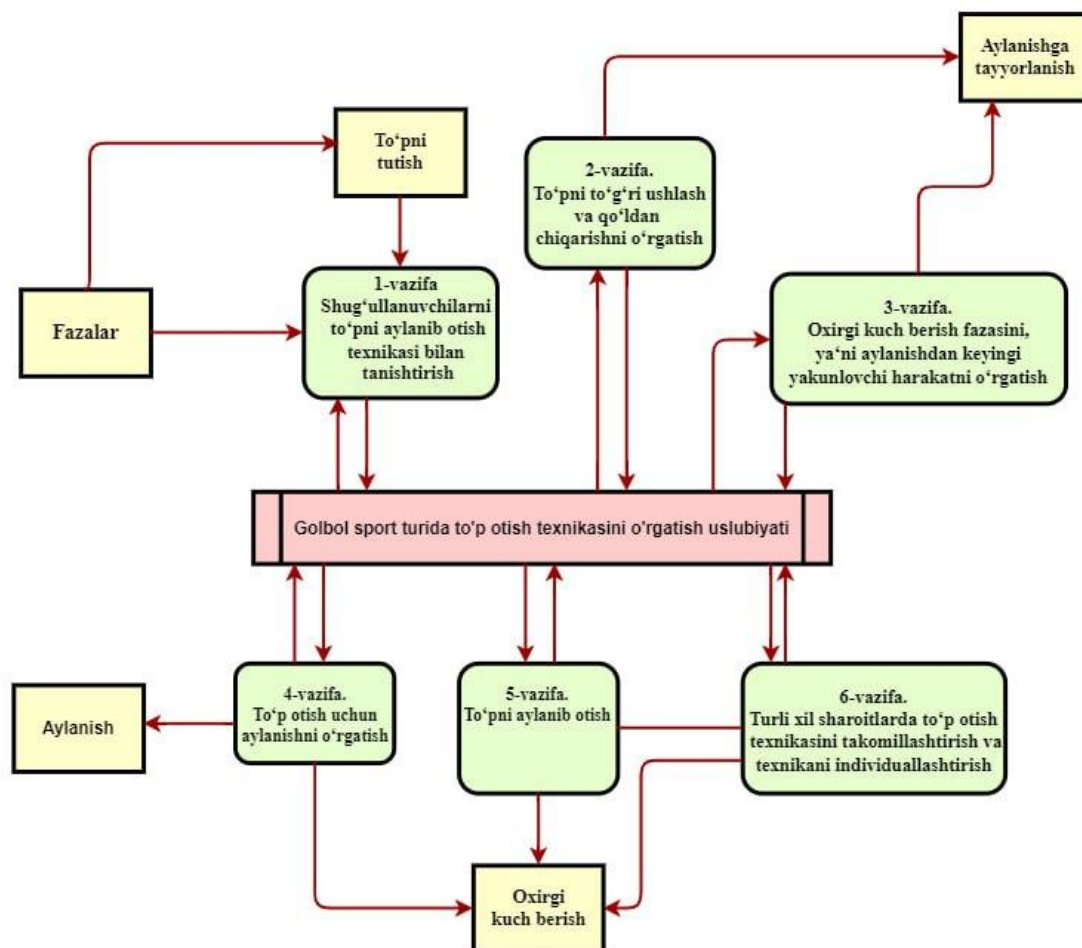 Aylanishga
tayyorlanish
To‘pni
tutish
2-vazifa.
To‘pni to‘g‘ri ushlash
va qo‘ldan
chiqarishni o‘rgatish
1-vazifa
Shug‘ullanuvchilarni
to‘pni aylanib otish
texnikasi bilan
tanishtirish
Fazalar
3-vazifa.
Oxirgi kuch berish fazasini,
ya‘ni aylanishdan keyingi
yakunlovchi harakatni o‘rgatish
Golbol sport turida to'p otish texnikasini o'rgatish uslubiyati
Aylanish
4-vazifa.
To‘p otish uchun
aylanishni o‘rgatish
5-vazifa.
To‘pni aylanib otish
6-vazifa.
Turli xil sharoitlarda to‘p otish
texnikasini takomillashtirish va
texnikani individuallashtirish
Oxirgi
kuch berish